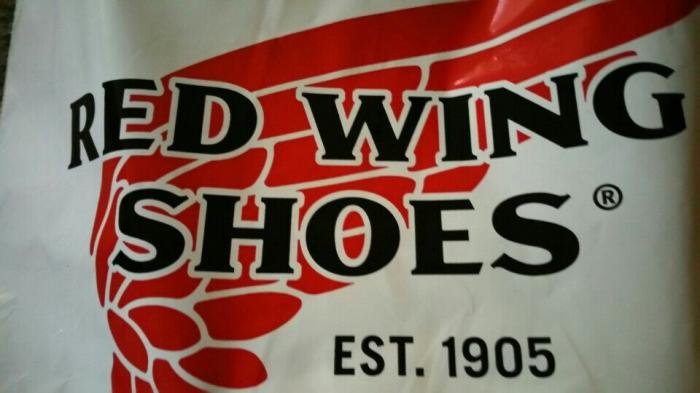 RED WING
SHOES®
EST. 1905